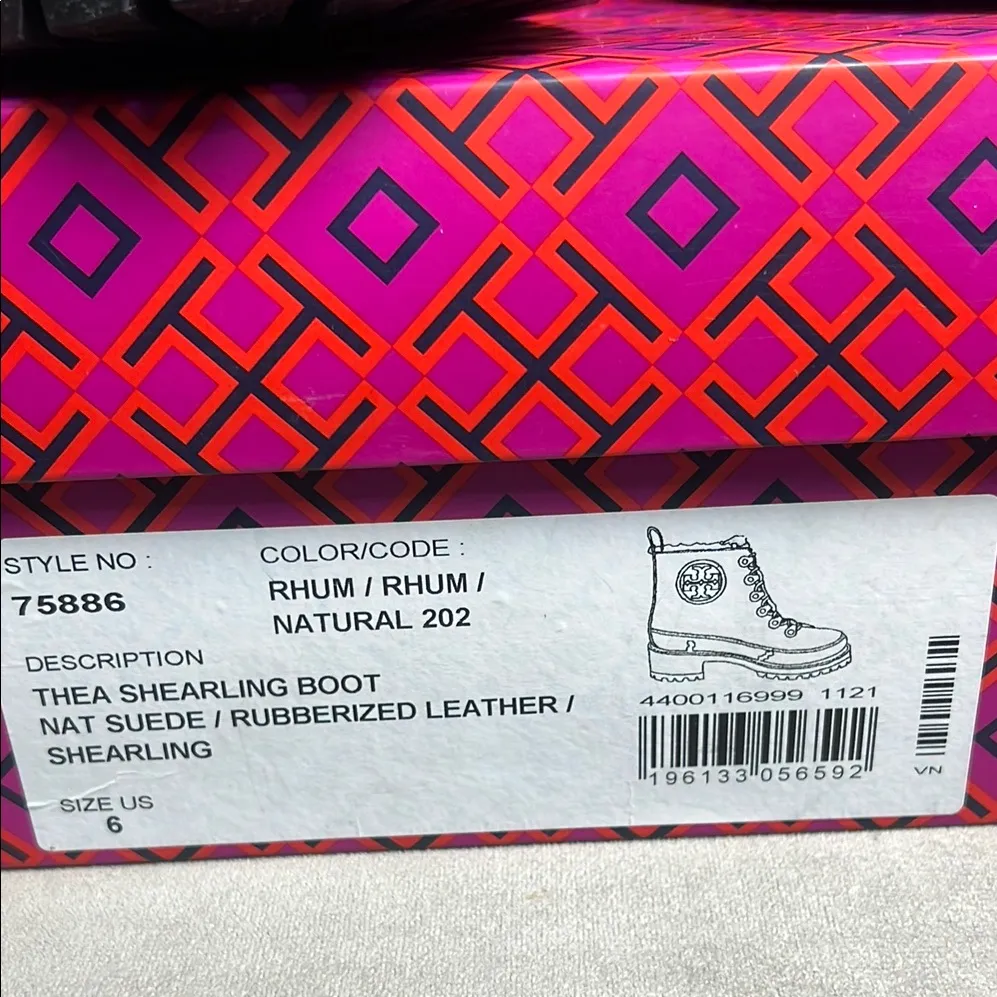 STYLE NO :
75886
COLOR/CODE :
RHUM / RHUM /
NATURAL 202
DESCRIPTION
THEA SHEARLING BOOT
NAT SUEDE / RUBBERIZED LEATHER /
SHEARLING
SIZE US
6
4400116999 1121
196133 056592
VN